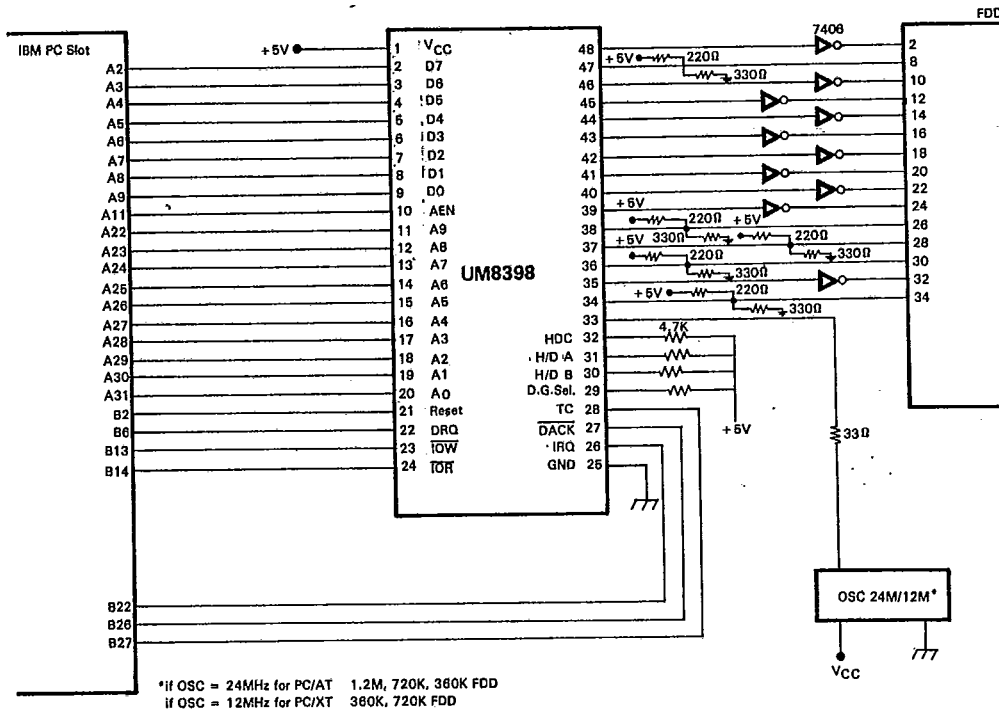 FDD
IBM PC Slot
7406
+5V
1 VCC
2 D7
3 D6
4 D5
5 D4
6 D3
7 D2
8 D1
9 D0
10 AEN
11 A9
12 A8
13 A7
14 A6
15 A5
16 A4
17 A3
18 A2
19 A1
20 A0
21 Reset
22 DRQ
23 IOW
24 IOR
UM8398
A2
A3
A4
A5
A6
A7
A8
A9
A11
A22
A23
A24
A25
A26
A27
A28
A29
A30
A31
B2
B6
B13
B14
B22
B26
B27
48
47
46
45
44
43
42
41
40
39
38
37
36
35
34
33
HDC 32
H/D A 31
H/D B 30
D.G.Sel. 29
TC 28
DACK 27
IRQ 26
GND 25
+5V 220Ω
330Ω
+5V
220Ω +5V
330Ω 220Ω
+5V 330Ω
220Ω
330Ω
+5V 220Ω
330Ω
4.7K
+5V
33Ω
2
8
10
12
14
16
18
20
22
24
26
28
30
32
34
OSC 24M/12M*
VCC
*if OSC = 24MHz for PC/AT 1.2M, 720K, 360K FDD
if OSC = 12MHz for PC/XT 360K, 720K FDD